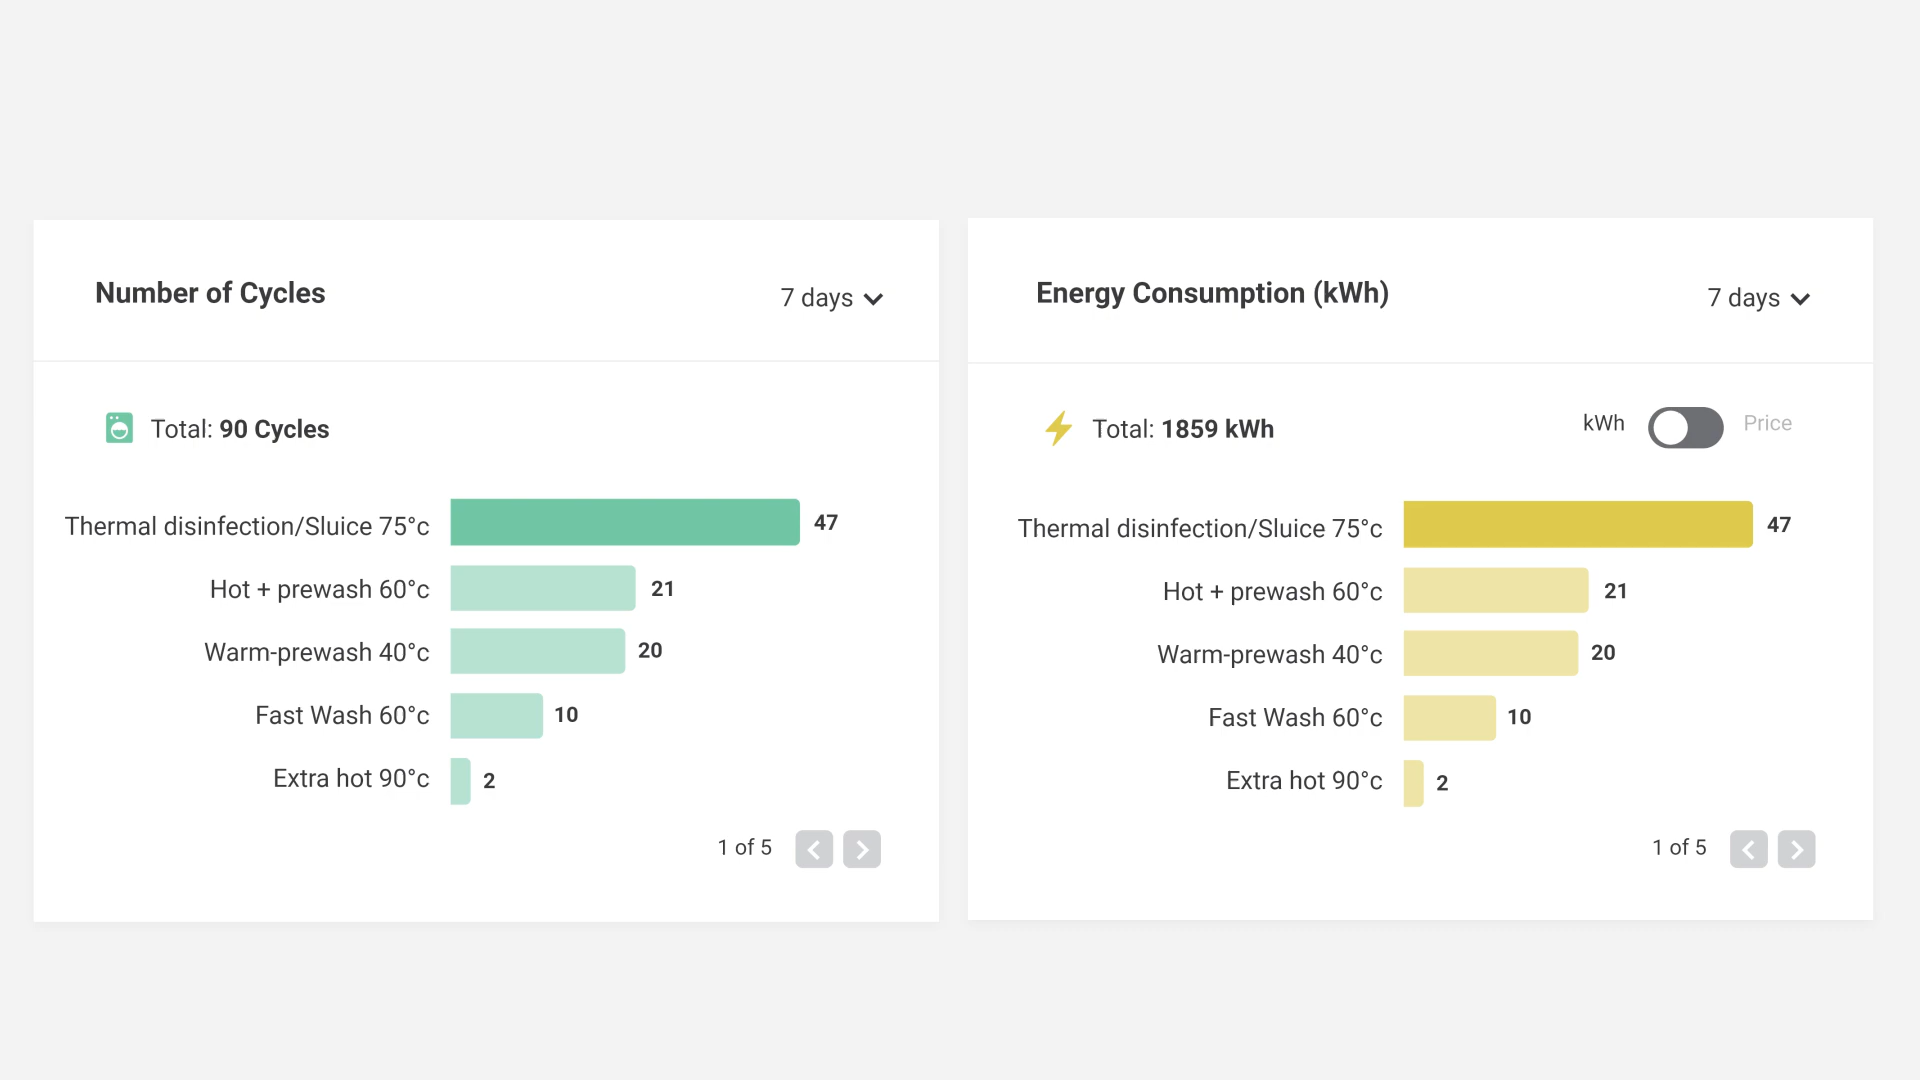 Number of Cycles
7 days
Total: 90 Cycles
Thermal disinfection/Sluice 75°c 47
Hot + prewash 60°c 21
Warm-prewash 40°c 20
Fast Wash 60°c 10
Extra hot 90°c 2
1 of 5
Energy Consumption (kWh)
7 days
Total: 1859 kWh
kWh Price
Thermal disinfection/Sluice 75°c 47
Hot + prewash 60°c 21
Warm-prewash 40°c 20
Fast Wash 60°c 10
Extra hot 90°c 2
1 of 5